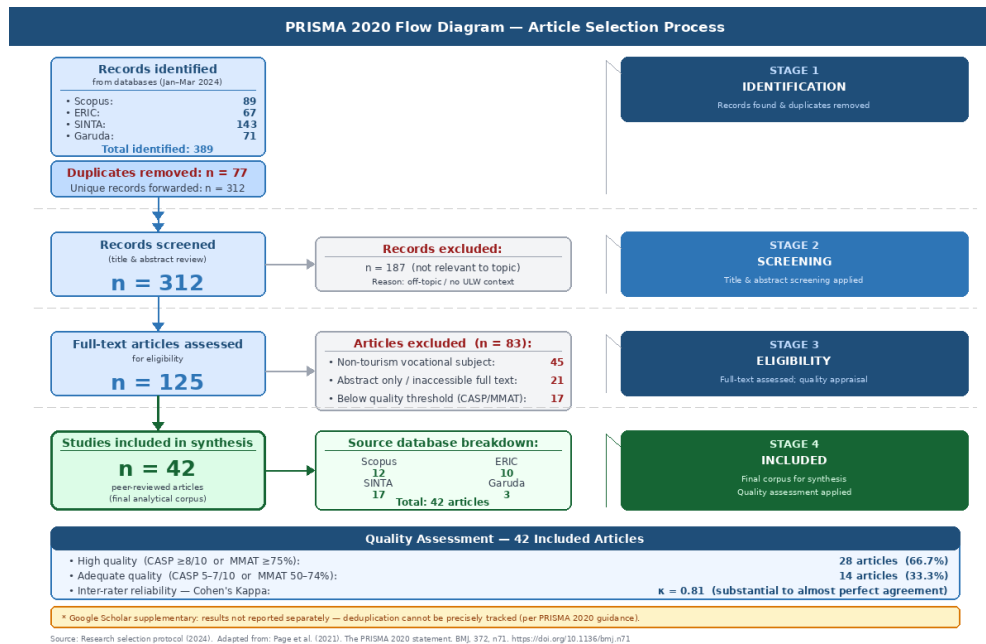 PRISMA 2020 Flow Diagram — Article Selection Process
Records identified
from databases (Jan–Mar 2024)
• Scopus: 89
• ERIC: 67
• SINTA: 143
• Garuda: 71
Total identified: 389
Duplicates removed: n = 77
Unique records forwarded: n = 312
STAGE 1
IDENTIFICATION
Records found & duplicates removed
Records screened
(title & abstract review)
n = 312
Records excluded:
n = 187 (not relevant to topic)
Reason: off-topic / no ULW context
STAGE 2
SCREENING
Title & abstract screening applied
Full-text articles assessed
for eligibility
n = 125
Articles excluded (n = 83):
• Non-tourism vocational subject: 45
• Abstract only / inaccessible full text: 21
• Below quality threshold (CASP/MMAT): 17
STAGE 3
ELIGIBILITY
Full-text assessed; quality appraisal
Studies included in synthesis
n = 42
peer-reviewed articles
(final analytical corpus)
Source database breakdown:
Scopus ERIC
12 10
SINTA Garuda
17 3
Total: 42 articles
STAGE 4
INCLUDED
Final corpus for synthesis
Quality assessment applied
Quality Assessment — 42 Included Articles
• High quality (CASP ≥8/10 or MMAT ≥75%): 28 articles (66.7%)
• Adequate quality (CASP 5–7/10 or MMAT 50–74%): 14 articles (33.3%)
• Inter-rater reliability — Cohen's Kappa: κ = 0.81 (substantial to almost perfect agreement)
* Google Scholar supplementary: results not reported separately — deduplication cannot be precisely tracked (per PRISMA 2020 guidance).
Source: Research selection protocol (2024). Adapted from: Page et al. (2021). The PRISMA 2020 statement. BMJ, 372, n71. https://doi.org/10.1136/bmj.n71